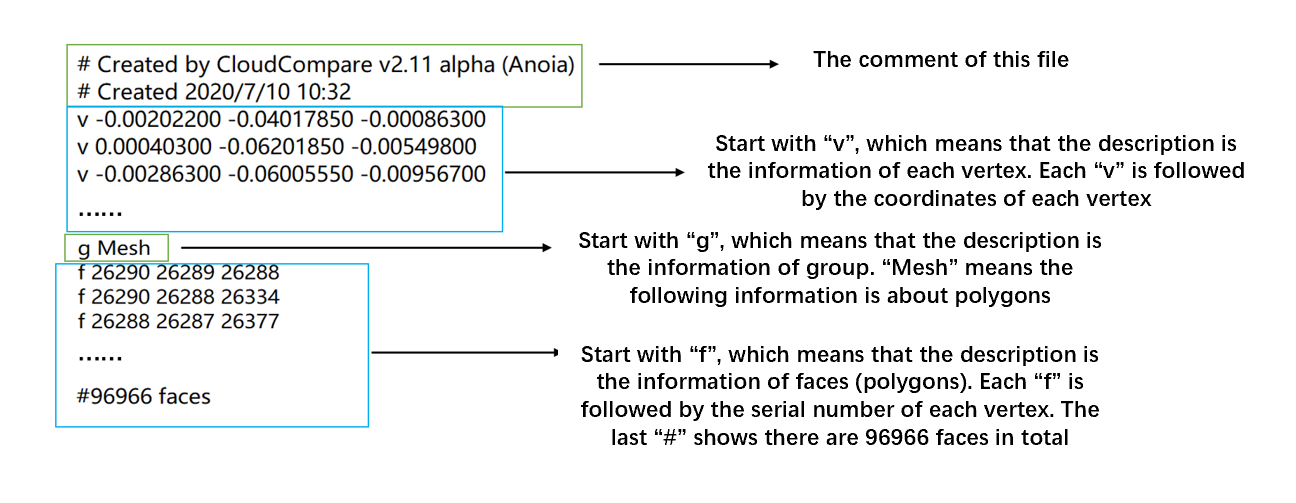 # Created by CloudCompare v2.11 alpha (Anoia)
# Created 2020/7/10 10:32
The comment of this file
v -0.00202200 -0.04017850 -0.00086300
v 0.00040300 -0.06201850 -0.00549800
v -0.00286300 -0.06005550 -0.00956700
……
Start with “v”, which means that the description is
the information of each vertex. Each “v” is followed
by the coordinates of each vertex
g Mesh
Start with “g”, which means that the description is
the information of group. “Mesh” means the
following information is about polygons
f 26290 26289 26288
f 26290 26288 26334
f 26288 26287 26377
……
#96966 faces
Start with “f”, which means that the description is
the information of faces (polygons). Each “f” is
followed by the serial number of each vertex. The
last “#” shows there are 96966 faces in total